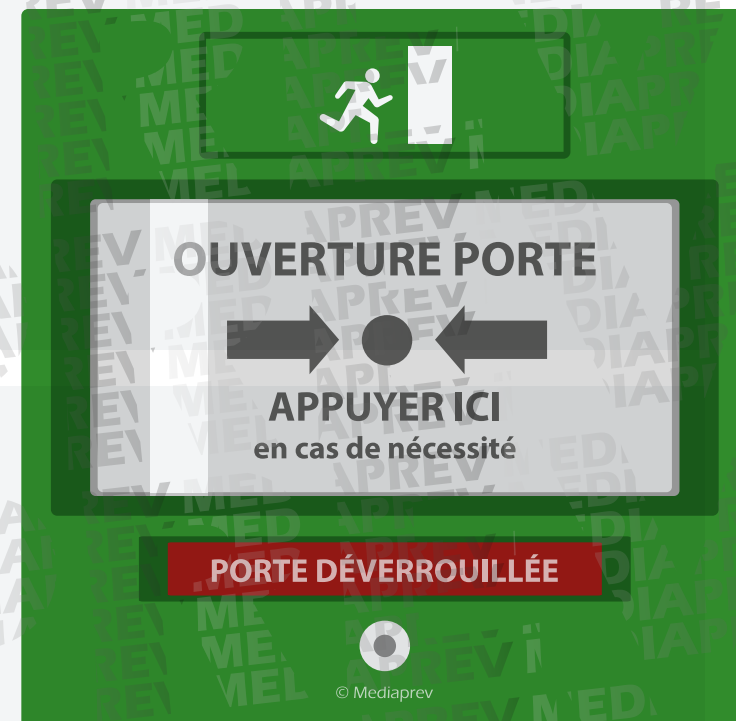 OUVERTURE PORTE
APPUYER ICI
en cas de nécessité
PORTE DÉVERROUILLÉE
© Mediaprev